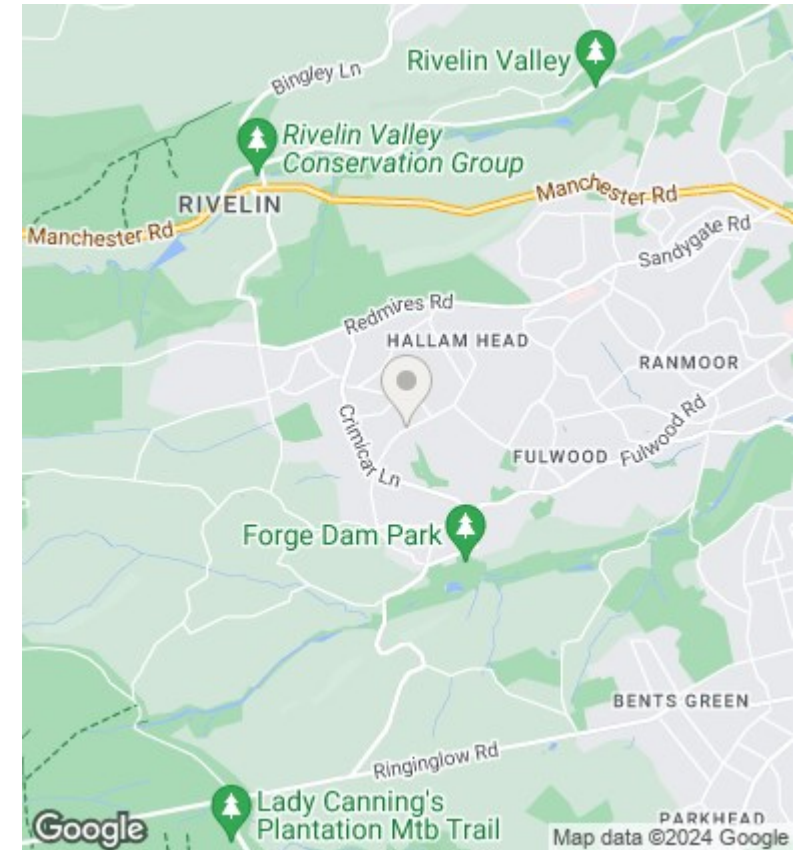 Bingley Ln
Rivelin Valley
Rivelin Valley
Conservation Group
RIVELIN
Manchester Rd
Manchester Rd
Sandygate Rd
Redmires Rd
HALLAM HEAD
RANMOOR
Crimicar Ln
FULWOOD
Fulwood Rd
Forge Dam Park
BENTS GREEN
Ringinglow Rd
Lady Canning's
Plantation Mtb Trail
PARKHEAD
Google
Map data ©2024 Google